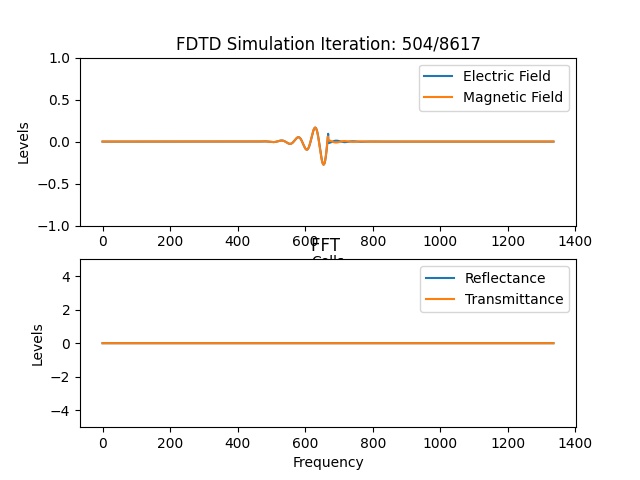 FDTD Simulation Iteration: 504/8617
1.0
Electric Field
Magnetic Field
0.5
Levels
0.0
−0.5
−1.0
0 200 400 600 800 1000 1200 1400
FFT
4
Reflectance
Transmittance
2
Levels
0
−2
−4
0 200 400 600 800 1000 1200 1400
Frequency